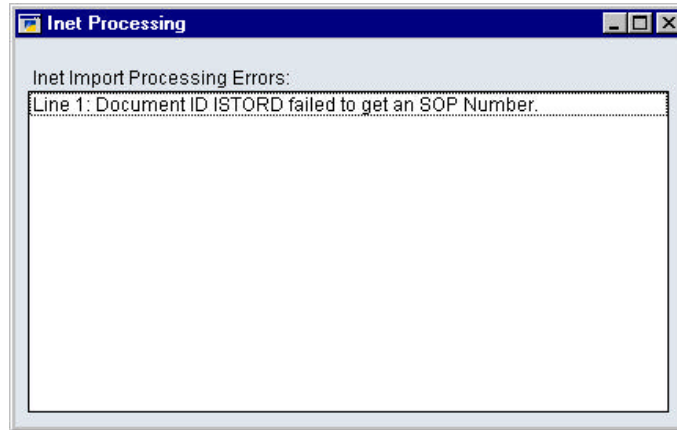 Inet Processing
Inet Import Processing Errors:
Line 1: Document ID ISTORD failed to get an SOP Number.